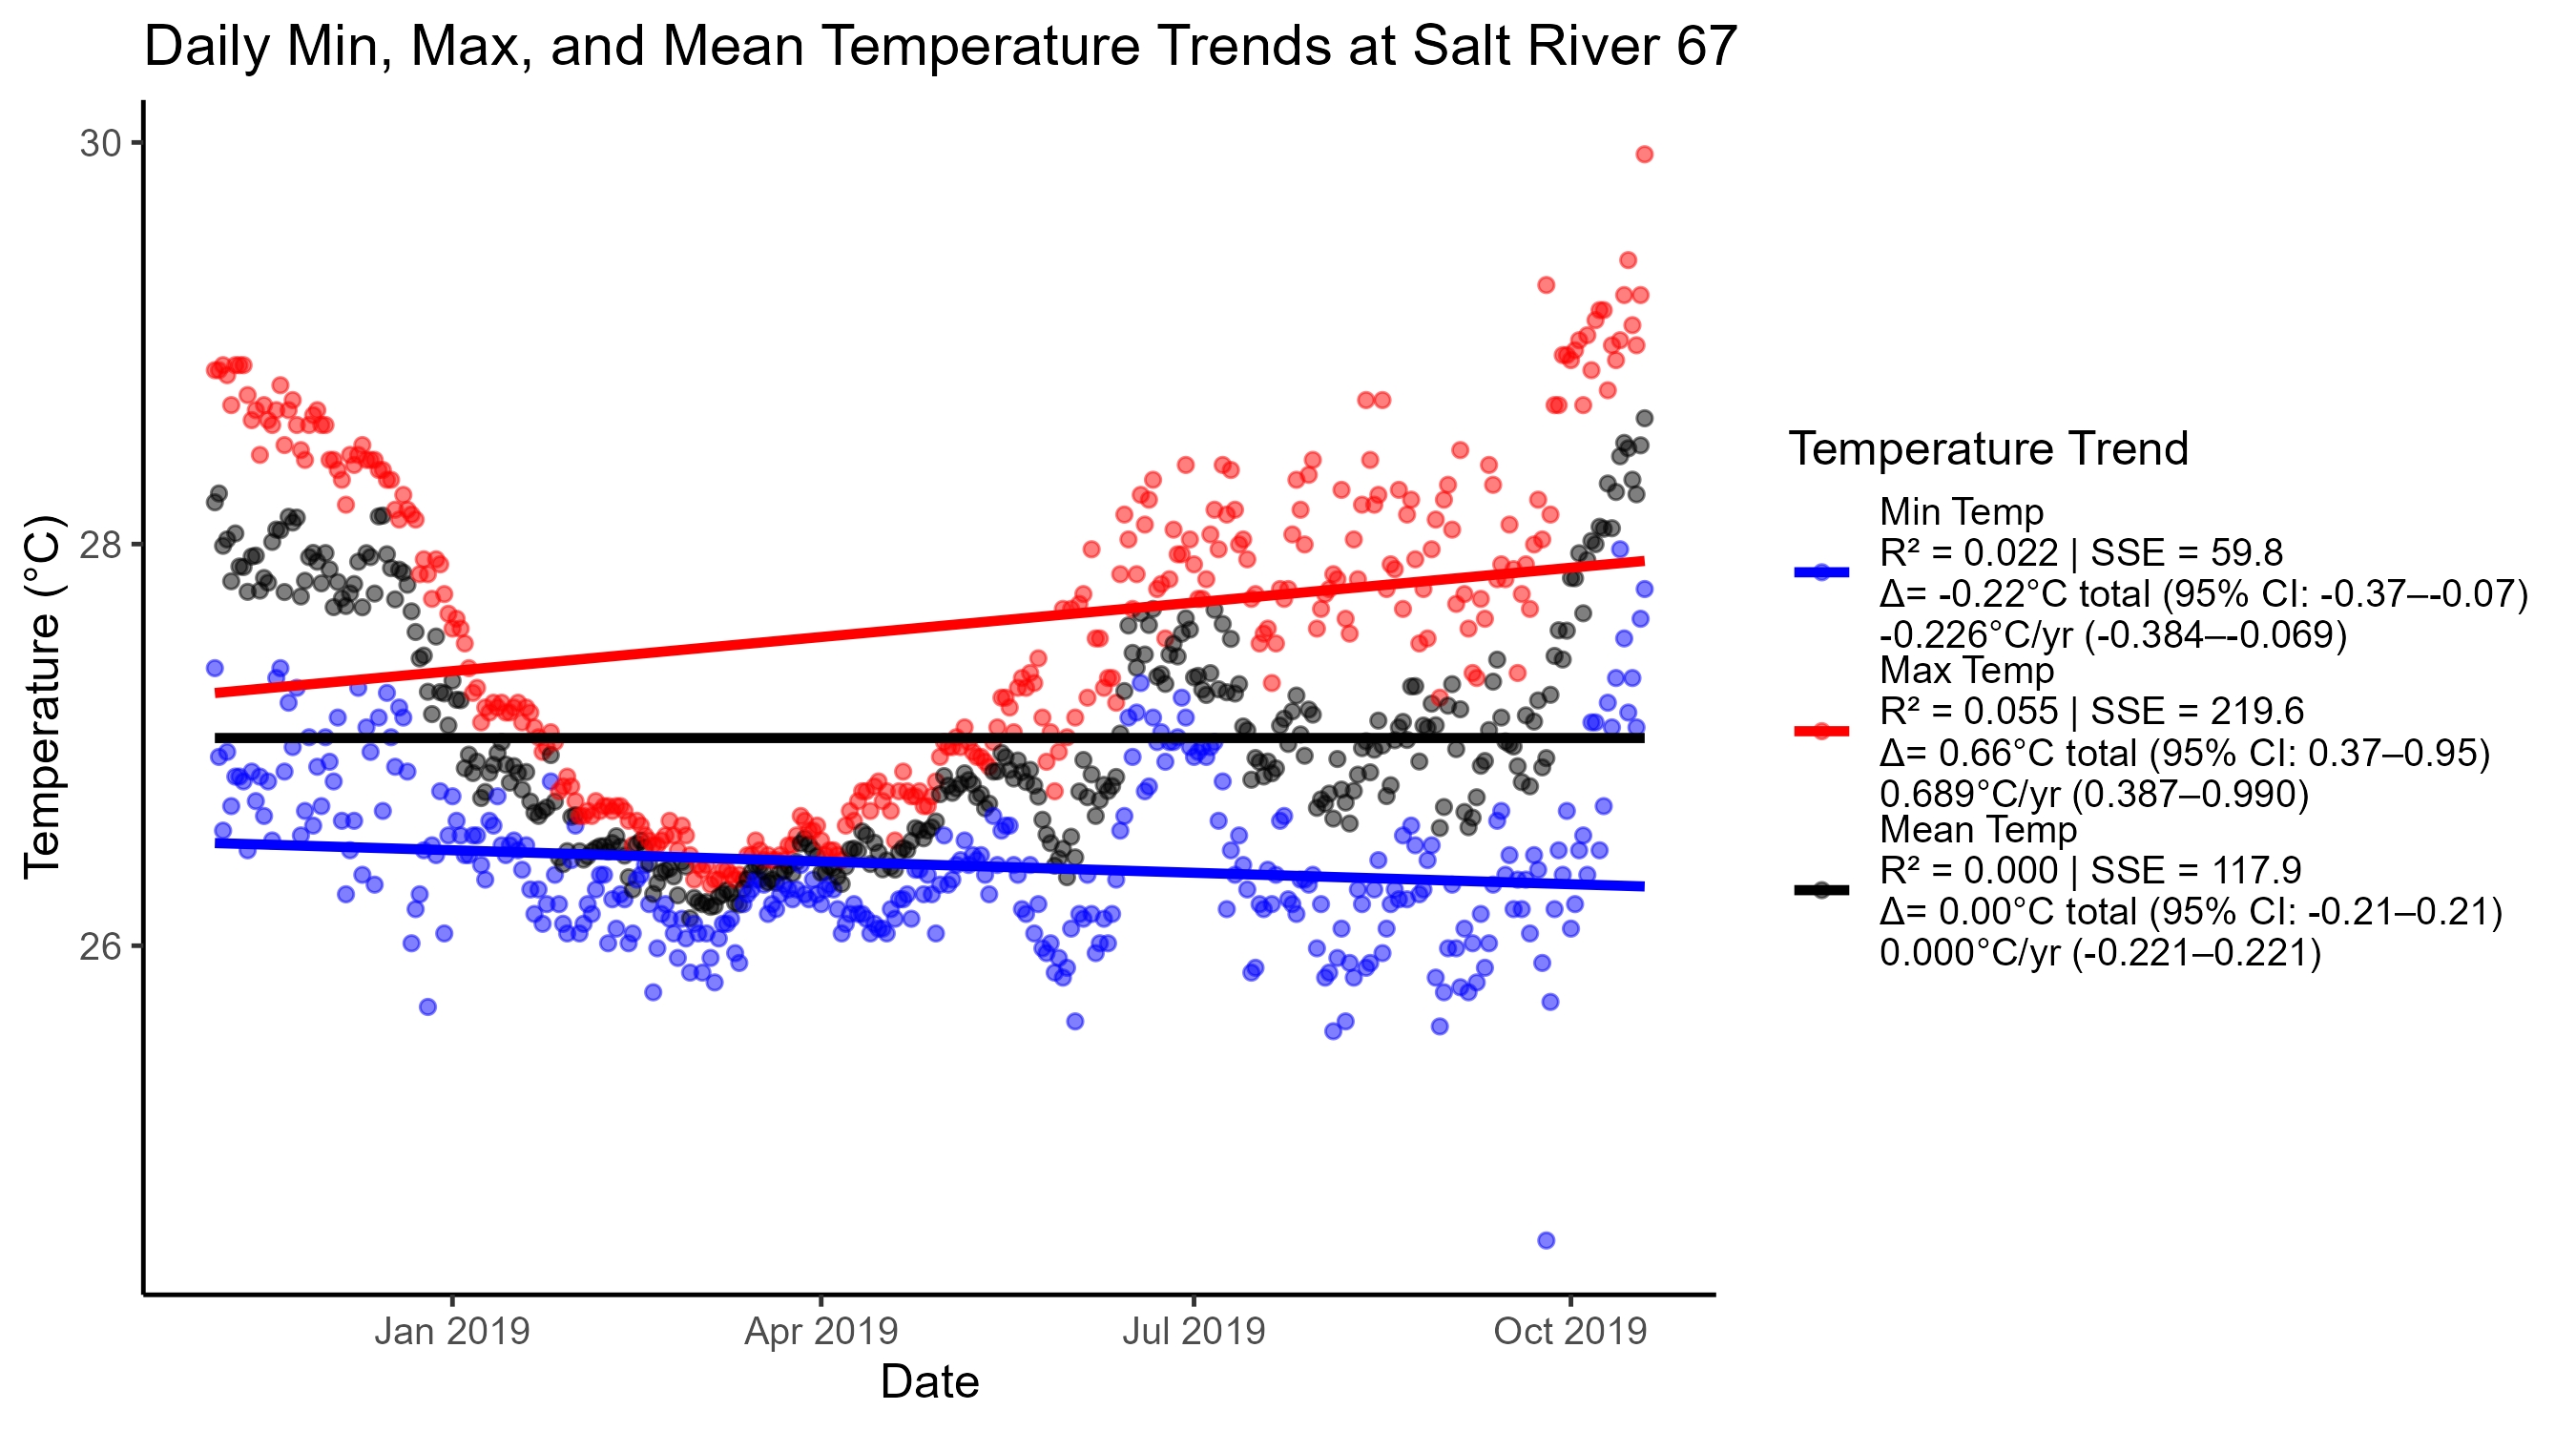 Daily Min, Max, and Mean Temperature Trends at Salt River 67
30
28
26
Temperature (°C)
Jan 2019
Apr 2019
Jul 2019
Oct 2019
Date
Temperature Trend
Min Temp
R² = 0.022 | SSE = 59.8
Δ= -0.22°C total (95% CI: -0.37–-0.07)
-0.226°C/yr (-0.384–-0.069)
Max Temp
R² = 0.055 | SSE = 219.6
Δ= 0.66°C total (95% CI: 0.37–0.95)
0.689°C/yr (0.387–0.990)
Mean Temp
R² = 0.000 | SSE = 117.9
Δ= 0.00°C total (95% CI: -0.21–0.21)
0.000°C/yr (-0.221–0.221)